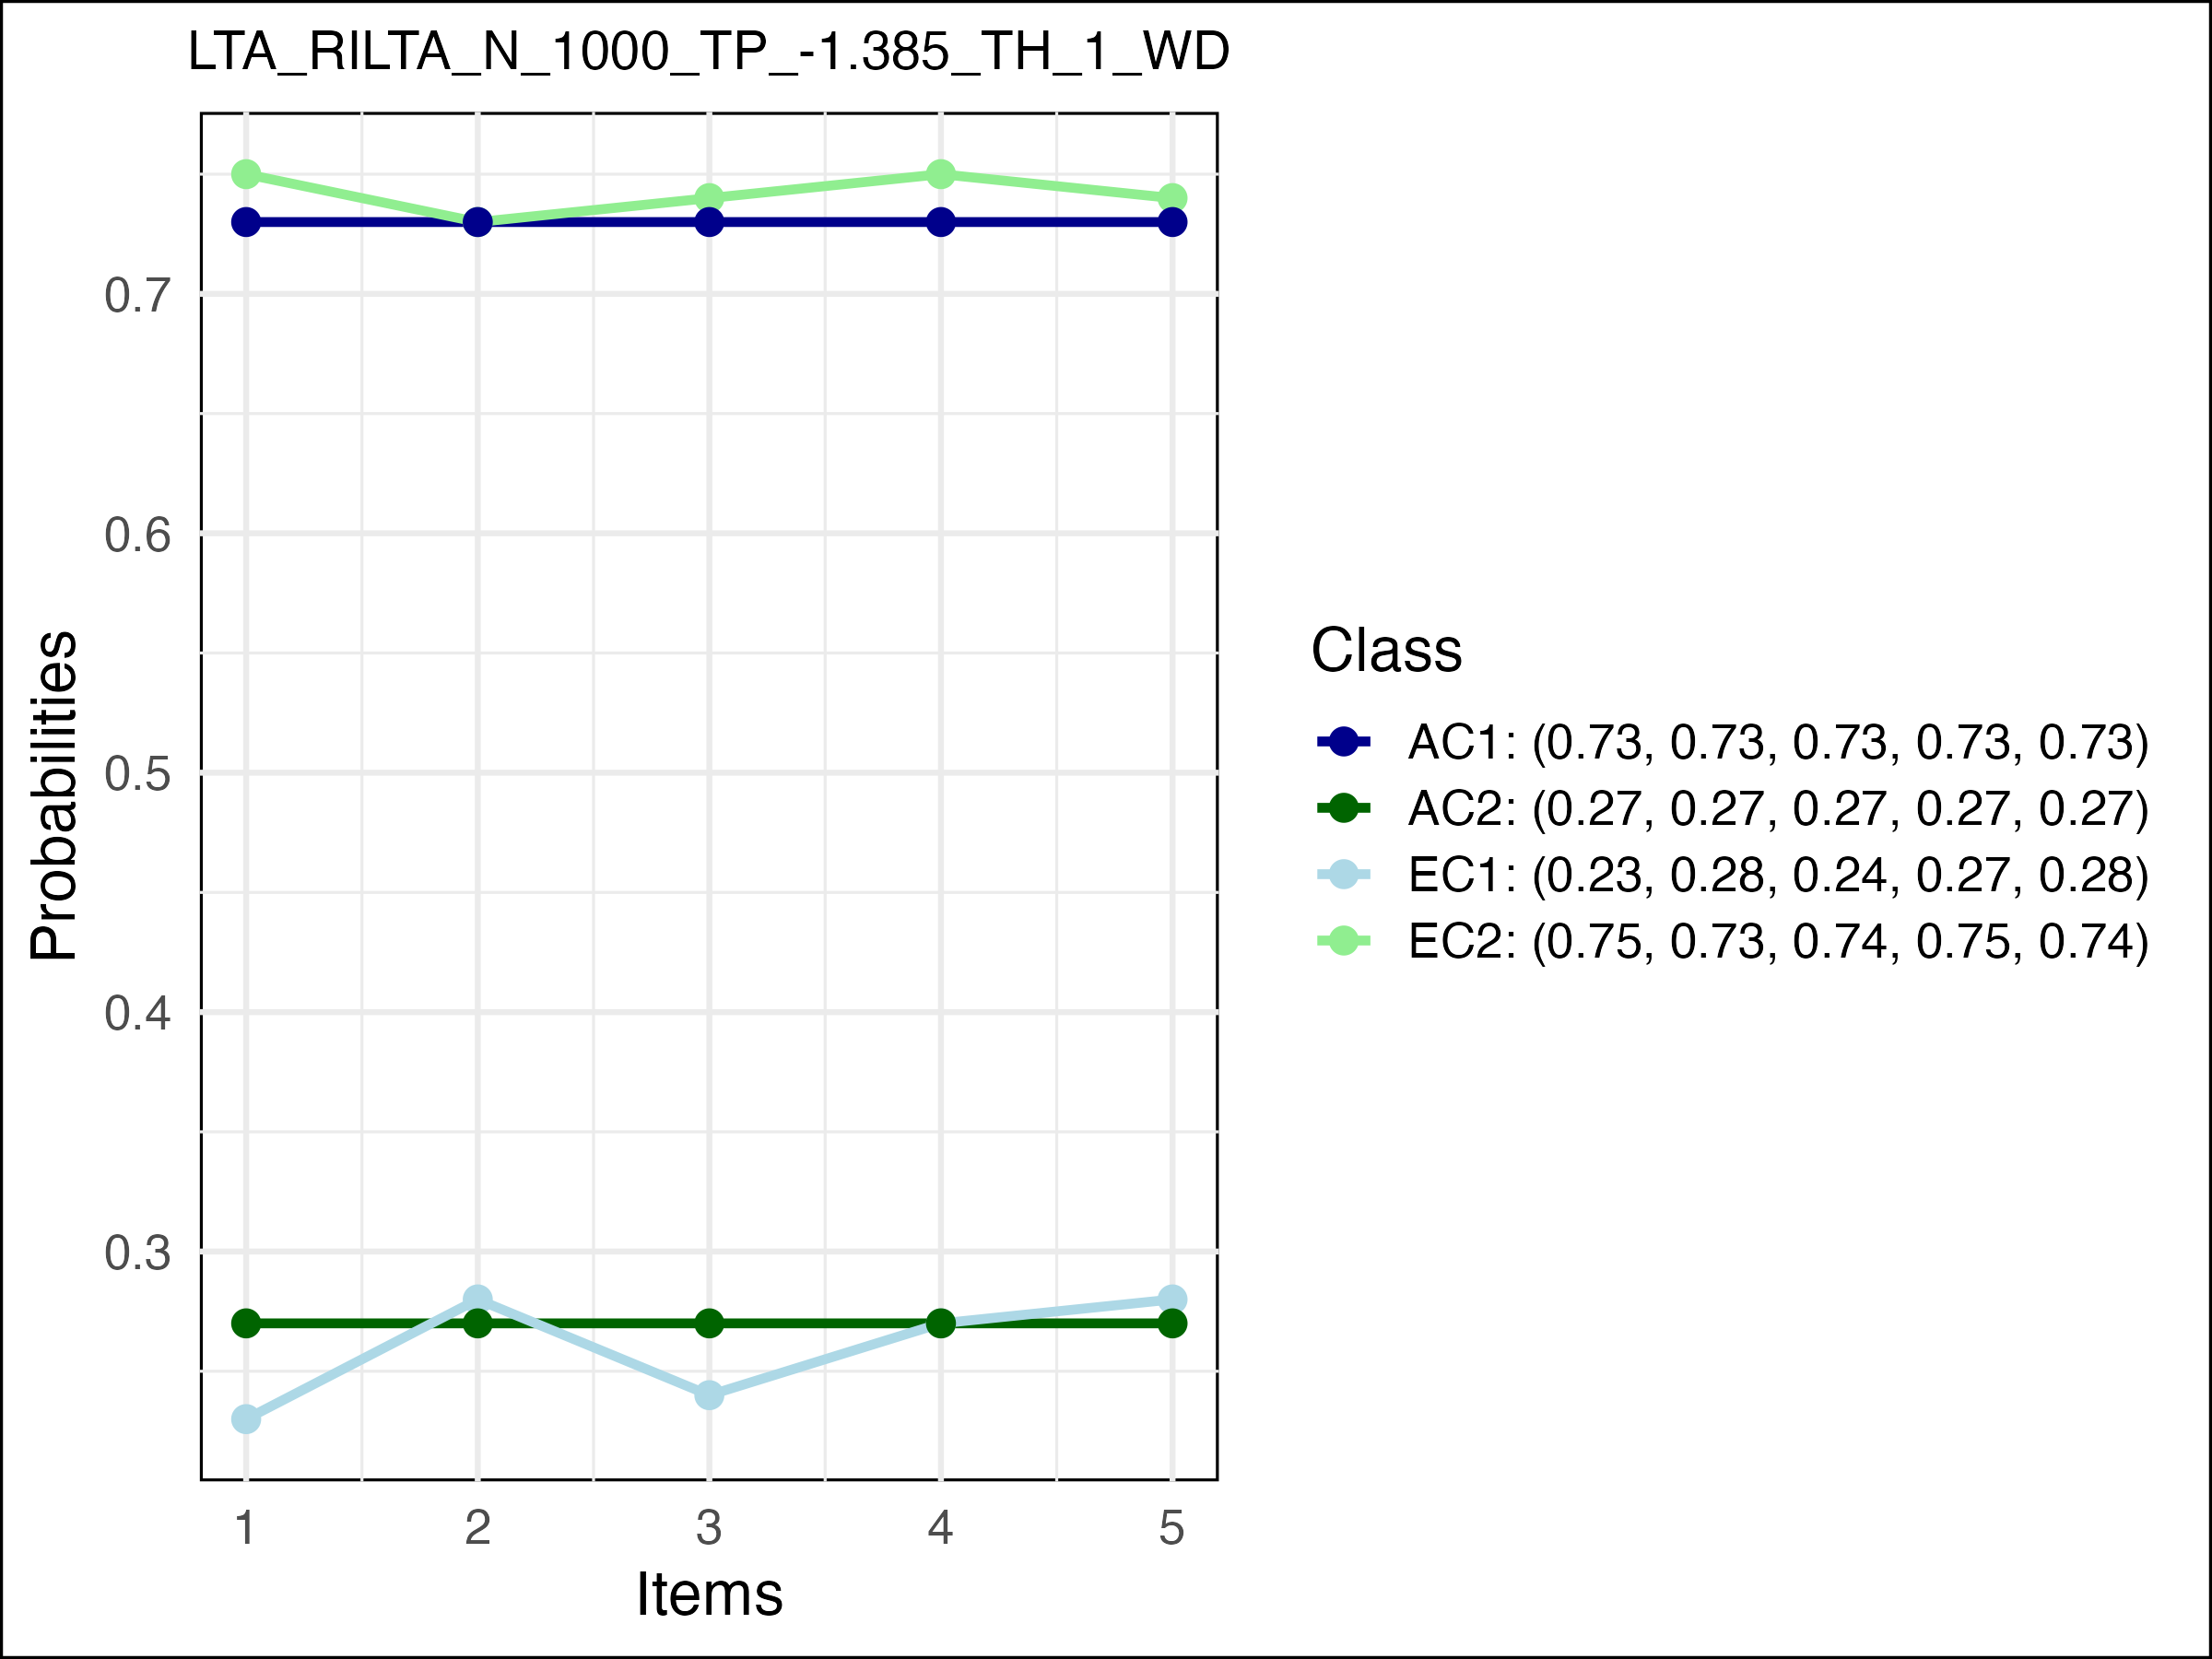 LTA_RILTA_N_1000_TP_-1.385_TH_1_WD
Probabilities
0.7
0.6
0.5
0.4
0.3
1 2 3 4 5
Items
Class
AC1: (0.73, 0.73, 0.73, 0.73, 0.73)
AC2: (0.27, 0.27, 0.27, 0.27, 0.27)
EC1: (0.23, 0.28, 0.24, 0.27, 0.28)
EC2: (0.75, 0.73, 0.74, 0.75, 0.74)